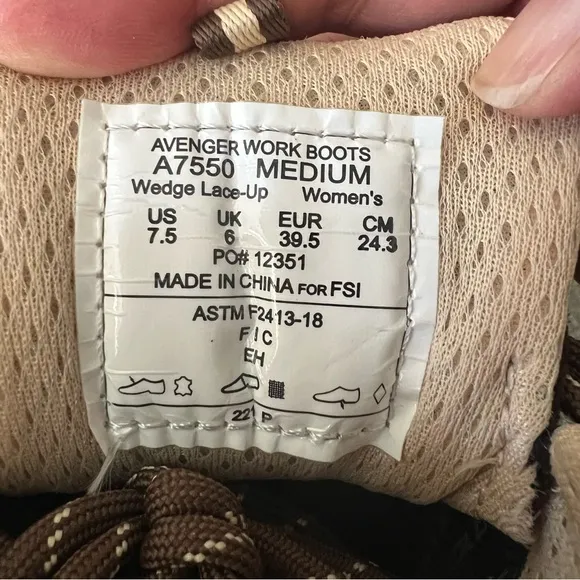 AVENGER WORK BOOTS
A7550 MEDIUM
Wedge Lace-Up Women's
US UK EUR CM
7.5 6 39.5 24.3
PO# 12351
MADE IN CHINA FOR FSI
ASTM F2413-18
F I C
EH
P